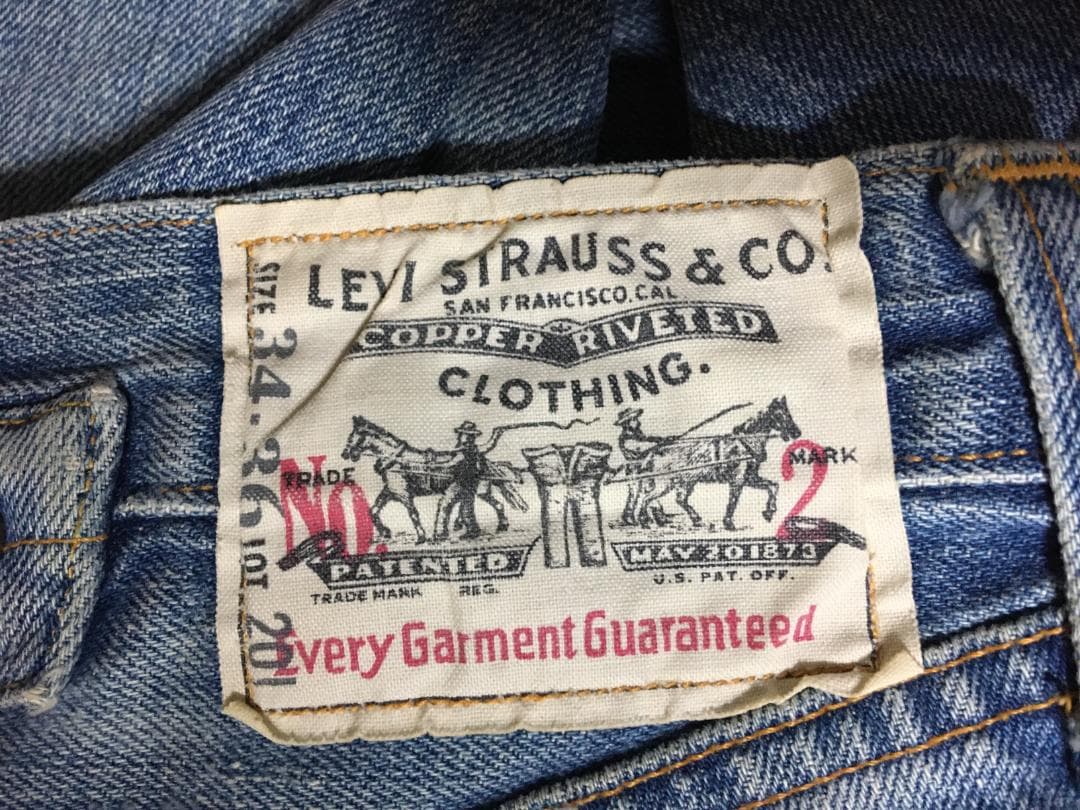 LEVI STRAUSS & CO.
SAN FRANCISCO, CAL
COPPER RIVETED
CLOTHING.
TRADE MARK
No. 2
PATENTED MAY 20 1873
TRADE MARK REG. U.S. PAT. OFF.
Every Garment Guaranteed
SIZE 34.36 LOT 201